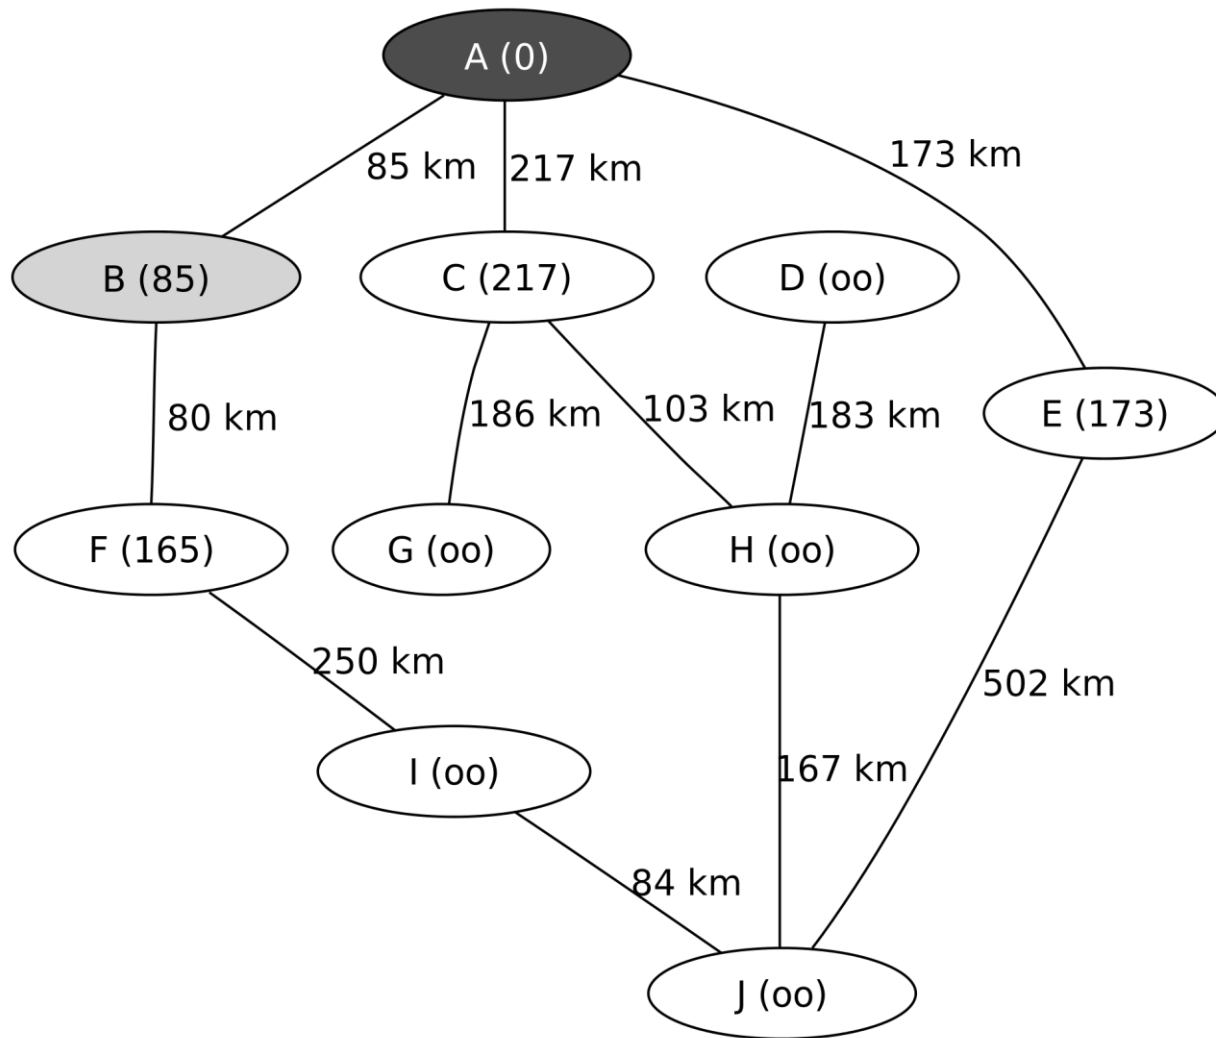 A (0)
173 km
85 km
217 km
B (85)
C (217)
D (oo)
80 km
186 km
103 km
183 km
E (173)
F (165)
G (oo)
H (oo)
250 km
502 km
I (oo)
167 km
84 km
J (oo)